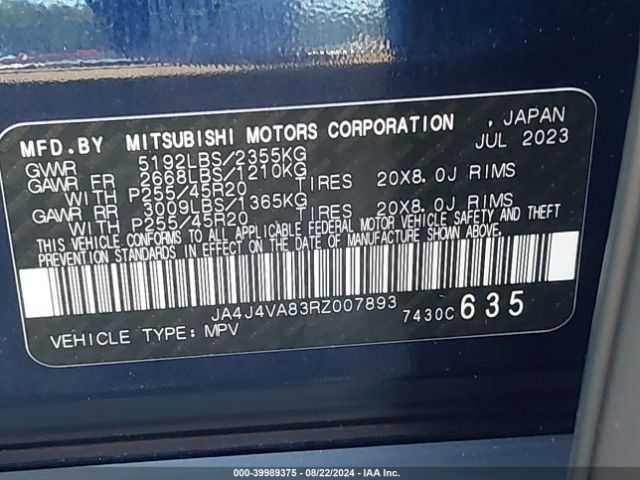 MFD.BY MITSUBISHI MOTORS CORPORATION , JAPAN
JUL 2023
GVWR 5192LBS/2355KG
GAWR FR 2668LBS/1210KG
WITH P255/45R20 TIRES 20X8.0J RIMS
GAWR RR 3009LBS/1365KG
WITH P255/45R20 TIRES 20X8.0J RIMS
THIS VEHICLE CONFORMS TO ALL APPLICABLE FEDERAL MOTOR VEHICLE SAFETY AND THEFT
PREVENTION STANDARDS IN EFFECT ON THE DATE OF MANUFACTURE SHOWN ABOVE.
JA4J4VA83RZ007893
7430C 635
VEHICLE TYPE: MPV
CONSIGNMENT: 000-39989375 - 08/22/2024 - IAA Inc.